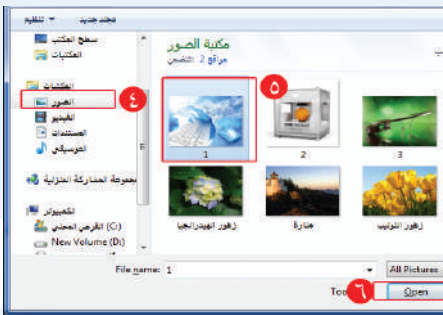 تنظيم ▼ مجلد جديد
سطح المكتب
المكتبات
المكتبات
الصور ٤
الفيديو
المستندات
الموسيقى
مجموعة المشاركة المنزلية
الكمبيوتر
القرص المحلي (C:)
New Volume (D:)
مكتبة الصور
تتضمن: 2 مواقع
٥
1
2
3
زهور الهيدرانجيا
منارة
زهور التوليب
File name: 1
All Pictures
٦ Open